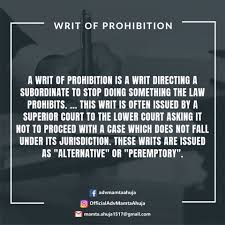 WRIT OF PROHIBITION
A WRIT OF PROHIBITION IS A WRIT DIRECTING A
SUBORDINATE TO STOP DOING SOMETHING THE LAW
PROHIBITS. ... THIS WRIT IS OFTEN ISSUED BY A
SUPERIOR COURT TO THE LOWER COURT ASKING IT
NOT TO PROCEED WITH A CASE WHICH DOES NOT FALL
UNDER ITS JURISDICTION. THESE WRITS ARE ISSUED
AS "ALTERNATIVE" OR "PEREMPTORY".
advmamtaahuja
OfficialAdvMamtaAhuja
mamta.ahuja1517@gmail.com